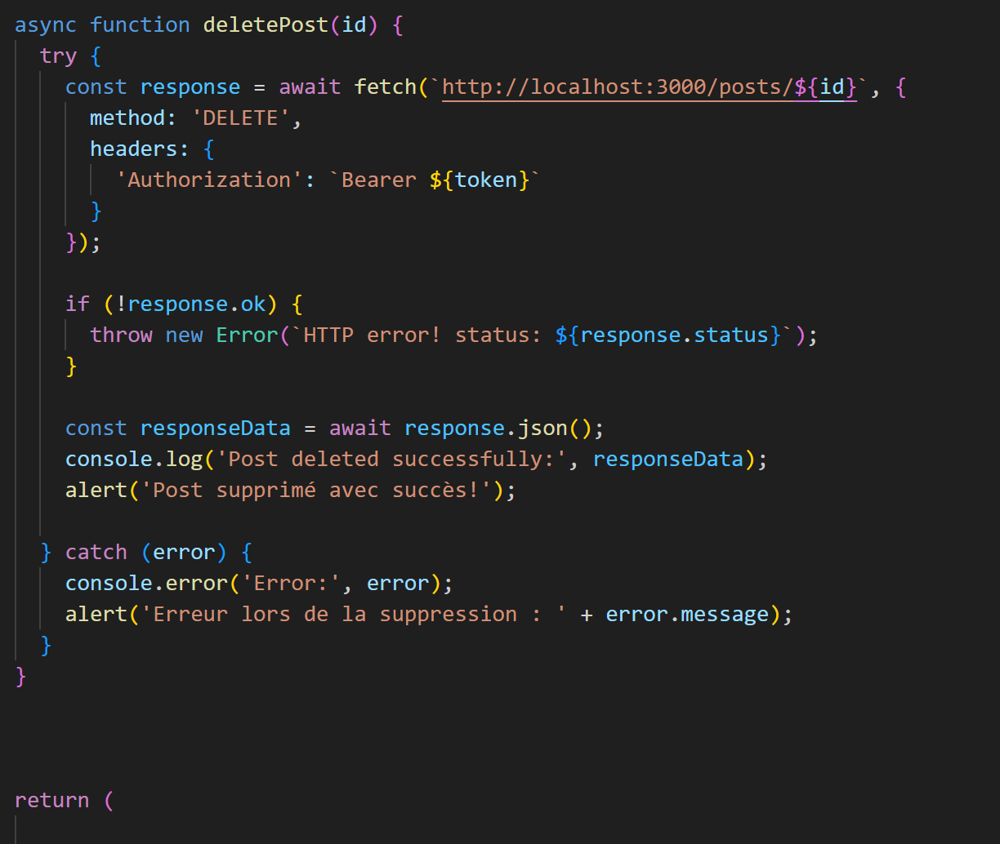 async function deletePost(id) {
try {
const response = await fetch(`http://localhost:3000/posts/${id}`, {
method: 'DELETE',
headers: {
'Authorization': `Bearer ${token}`
}
});
if (!response.ok) {
throw new Error(`HTTP error! status: ${response.status}`);
}
const responseData = await response.json();
console.log('Post deleted successfully:', responseData);
alert('Post supprimé avec succès!');
} catch (error) {
console.error('Error:', error);
alert('Erreur lors de la suppression : ' + error.message);
}
}
return (